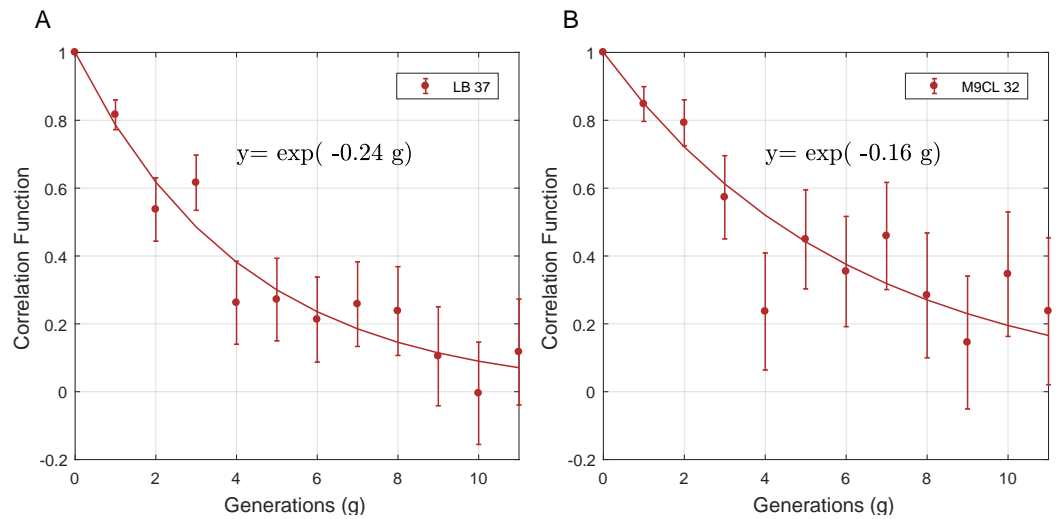 A
B
1
0.8
0.6
0.4
0.2
0
-0.2
Correlation Function
LB 37
y= exp( -0.24 g)
0 2 4 6 8 10
Generations (g)
1
0.8
0.6
0.4
0.2
0
-0.2
Correlation Function
M9CL 32
y= exp( -0.16 g)
0 2 4 6 8 10
Generations (g)